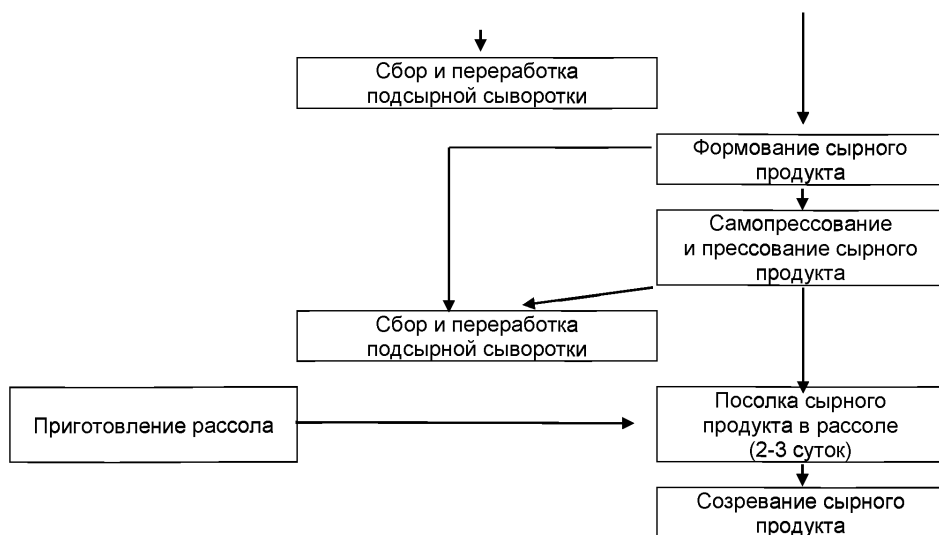 Сбор и переработка
подсырной сыворотки
Формование сырного
продукта
Самопрессование
и прессование сырного
продукта
Сбор и переработка
подсырной сыворотки
Приготовление рассола
Посолка сырного
продукта в рассоле
(2-3 суток)
Созревание сырного
продукта